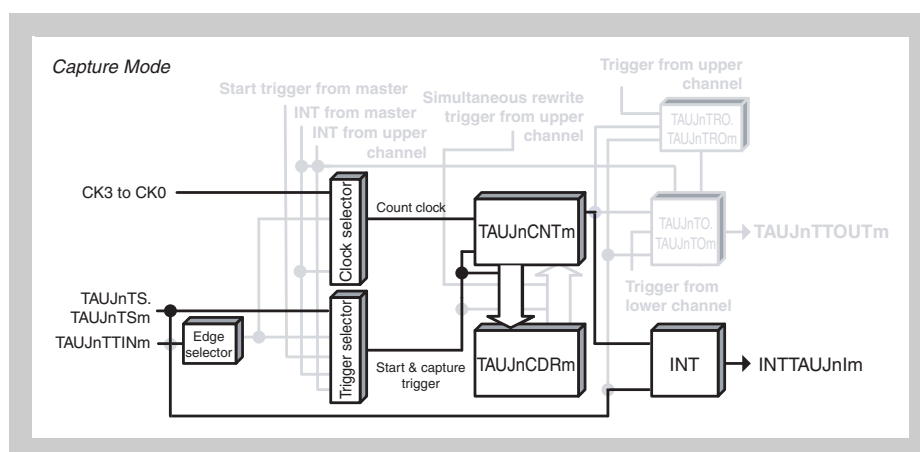 Capture Mode
Trigger from upper
channel
Start trigger from master
INT from master
INT from upper
channel
Simultaneous rewrite
trigger from upper
channel
TAUJnTRO.
TAUJnTROm
CK3 to CK0
Clock selector
Count clock
TAUJnCNTm
TAUJnTO.
TAUJnTOm
TAUJnTTOUTm
Trigger from
lower channel
TAUJnTS.
TAUJnTSm
TAUJnTTINm
Edge
selector
Trigger selector
Start & capture
trigger
TAUJnCDRm
INT
INTTAUJnIm